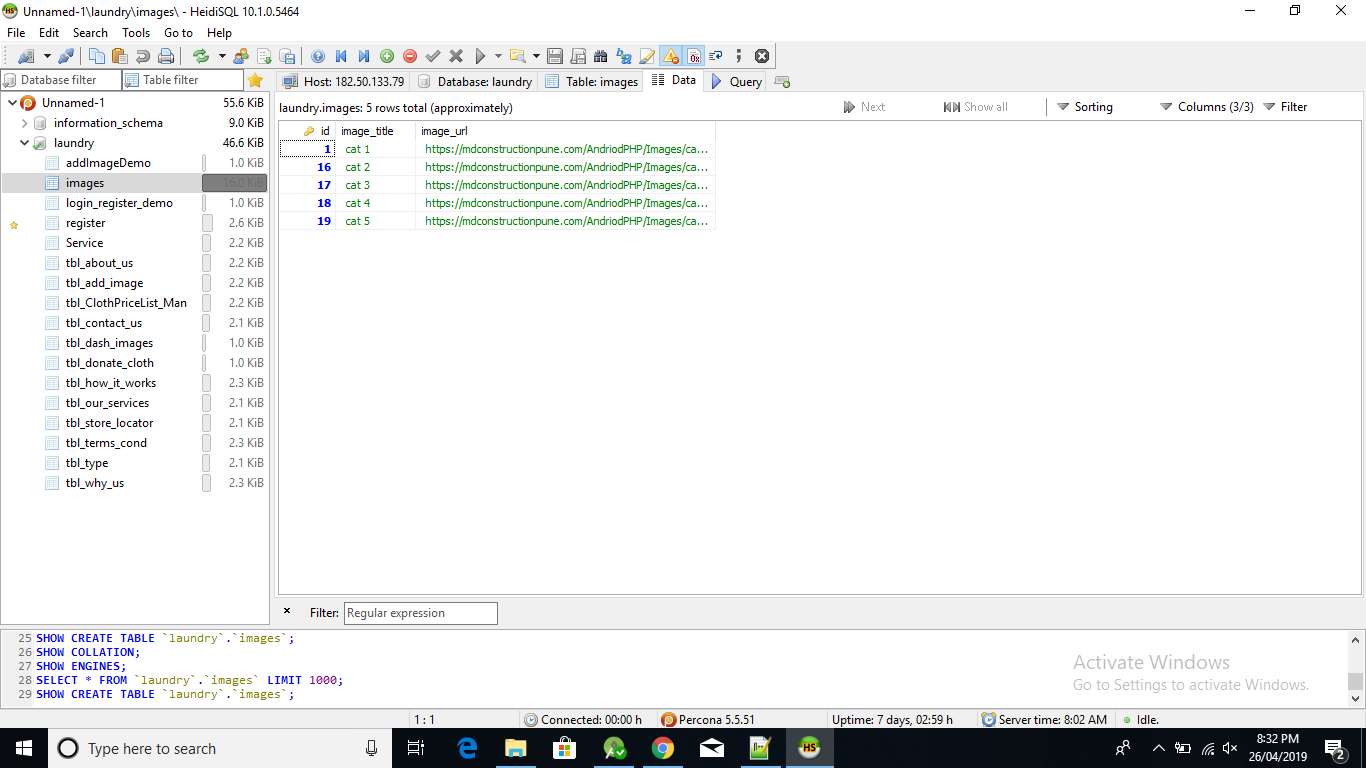 Unnamed-1\laundry\images\ - HeidiSQL 10.1.0.5464
File Edit Search Tools Go to Help
Database filter Table filter
Host: 182.50.133.79 Database: laundry Table: images Data Query
Unnamed-1 55.6 KiB
information_schema 9.0 KiB
laundry 46.6 KiB
addImageDemo 1.0 KiB
images 16.0 KiB
login_register_demo 1.0 KiB
register 2.6 KiB
Service 2.2 KiB
tbl_about_us 2.2 KiB
tbl_add_image 2.2 KiB
tbl_ClothPriceList_Man 2.2 KiB
tbl_contact_us 2.1 KiB
tbl_dash_images 1.0 KiB
tbl_donate_cloth 1.0 KiB
tbl_how_it_works 2.3 KiB
tbl_our_services 2.1 KiB
tbl_store_locator 2.1 KiB
tbl_terms_cond 2.3 KiB
tbl_type 2.1 KiB
tbl_why_us 2.3 KiB
laundry.images: 5 rows total (approximately) Next Show all Sorting Columns (3/3) Filter
id image_title image_url
1 cat 1 https://mdconstructionpune.com/AndriodPHP/Images/ca...
16 cat 2 https://mdconstructionpune.com/AndriodPHP/Images/ca...
17 cat 3 https://mdconstructionpune.com/AndriodPHP/Images/ca...
18 cat 4 https://mdconstructionpune.com/AndriodPHP/Images/ca...
19 cat 5 https://mdconstructionpune.com/AndriodPHP/Images/ca...
Filter: Regular expression
25 SHOW CREATE TABLE `laundry`.`images`;
26 SHOW COLLATION;
27 SHOW ENGINES;
28 SELECT * FROM `laundry`.`images` LIMIT 1000;
29 SHOW CREATE TABLE `laundry`.`images`;
Activate Windows
Go to Settings to activate Windows.
1 : 1 Connected: 00:00 h Percona 5.5.51 Uptime: 7 days, 02:59 h Server time: 8:02 AM Idle.
Type here to search
HS
8:32 PM
26/04/2019
2